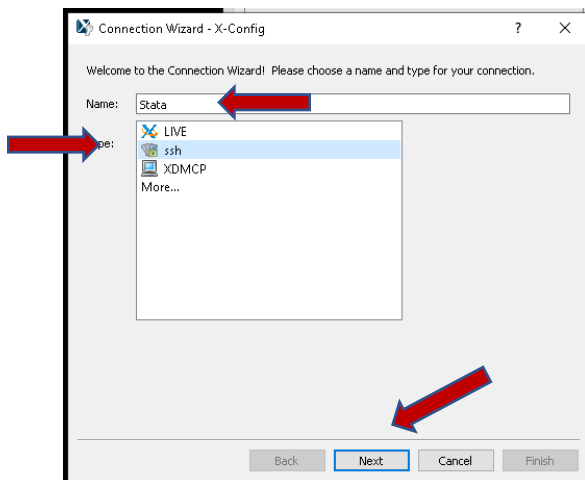 Connection Wizard - X-Config ? ×
Welcome to the Connection Wizard! Please choose a name and type for your connection.
Name: Stata
LIVE
pe:
ssh
XDMCP
More...
Back Next Cancel Finish